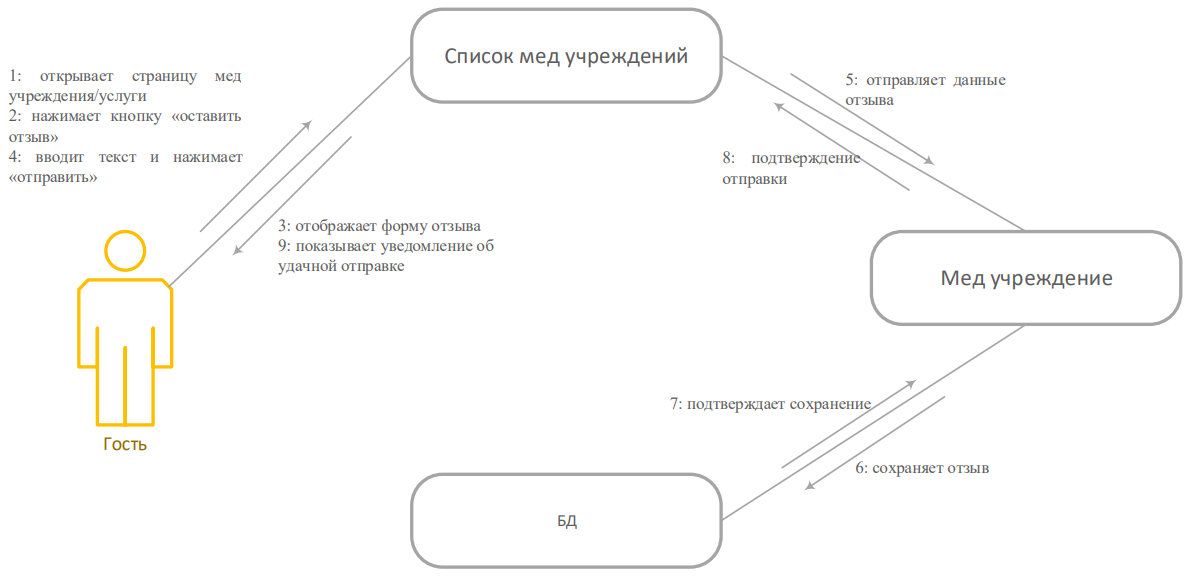 Список мед учреждений
1: открывает страницу мед
учреждения/услуги
2: нажимает кнопку «оставить
отзыв»
4: вводит текст и нажимает
«отправить»
5: отправляет данные
отзыва
8: подтверждение
отправки
3: отображает форму отзыва
9: показывает уведомление об
удачной отправке
Мед учреждение
7: подтверждает сохранение
Гость
6: сохраняет отзыв
БД